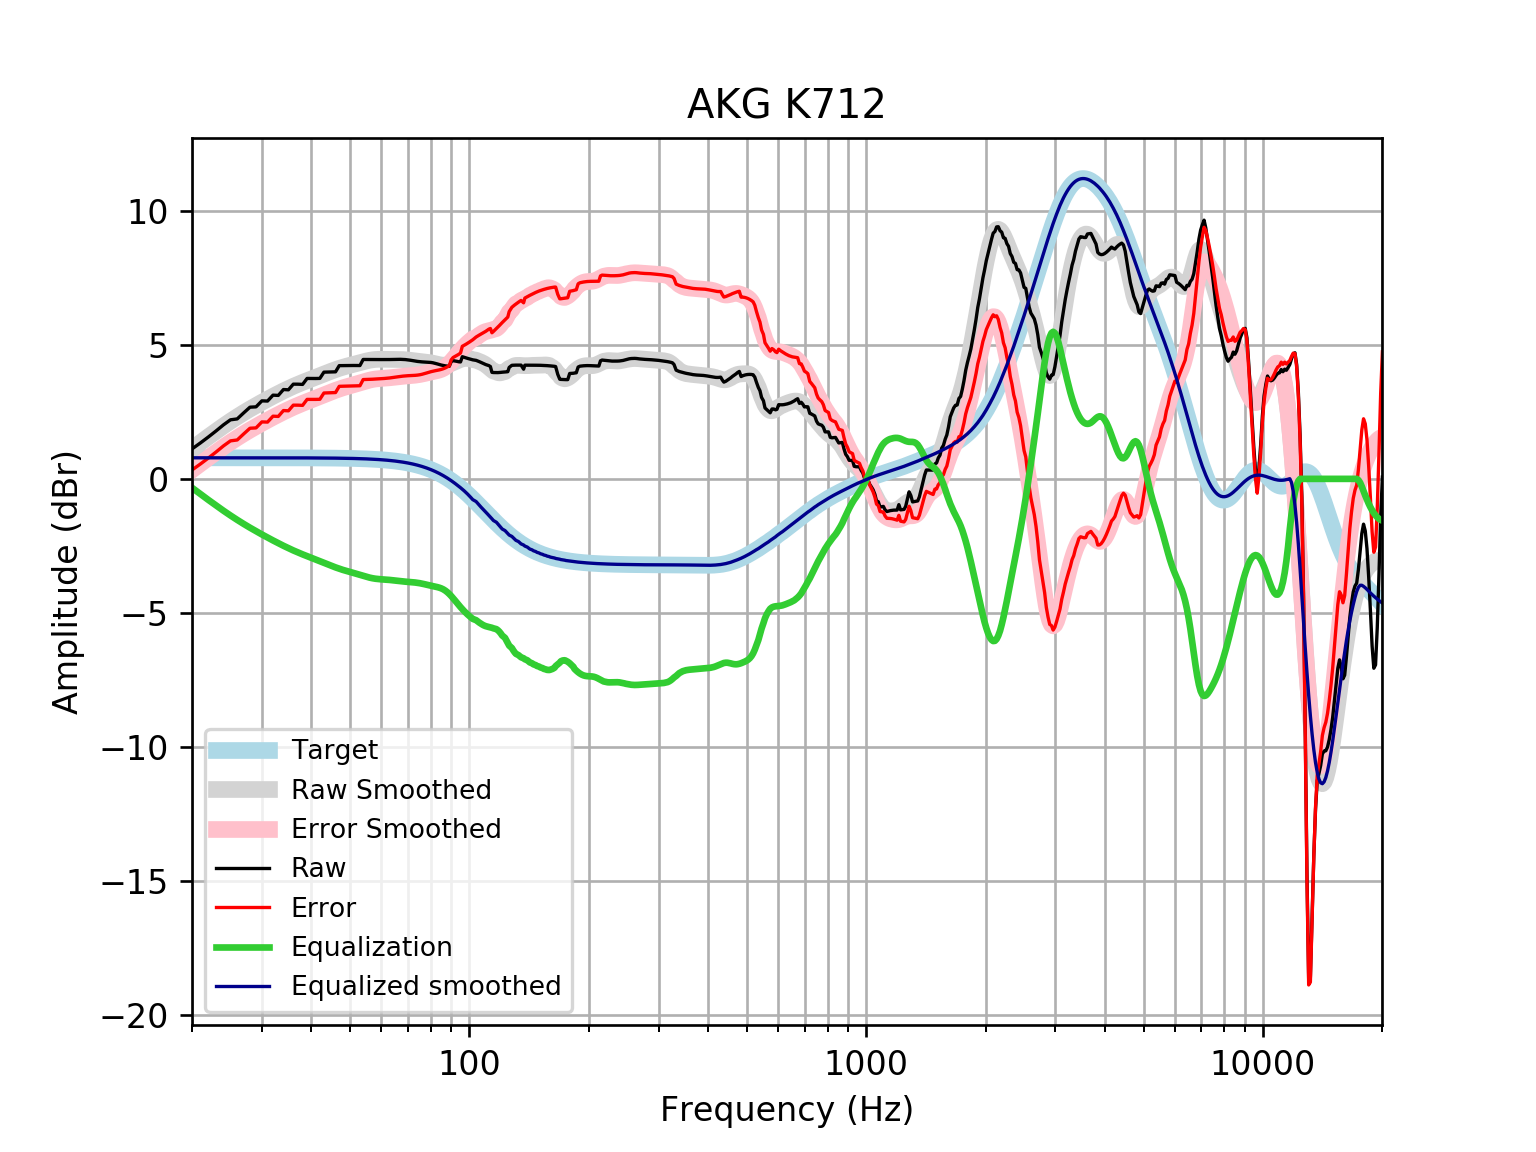 AKG K712
Amplitude (dBr)
10
5
0
−5
−10
−15
−20
Target
Raw Smoothed
Error Smoothed
Raw
Error
Equalization
Equalized smoothed
100 1000 10000
Frequency (Hz)